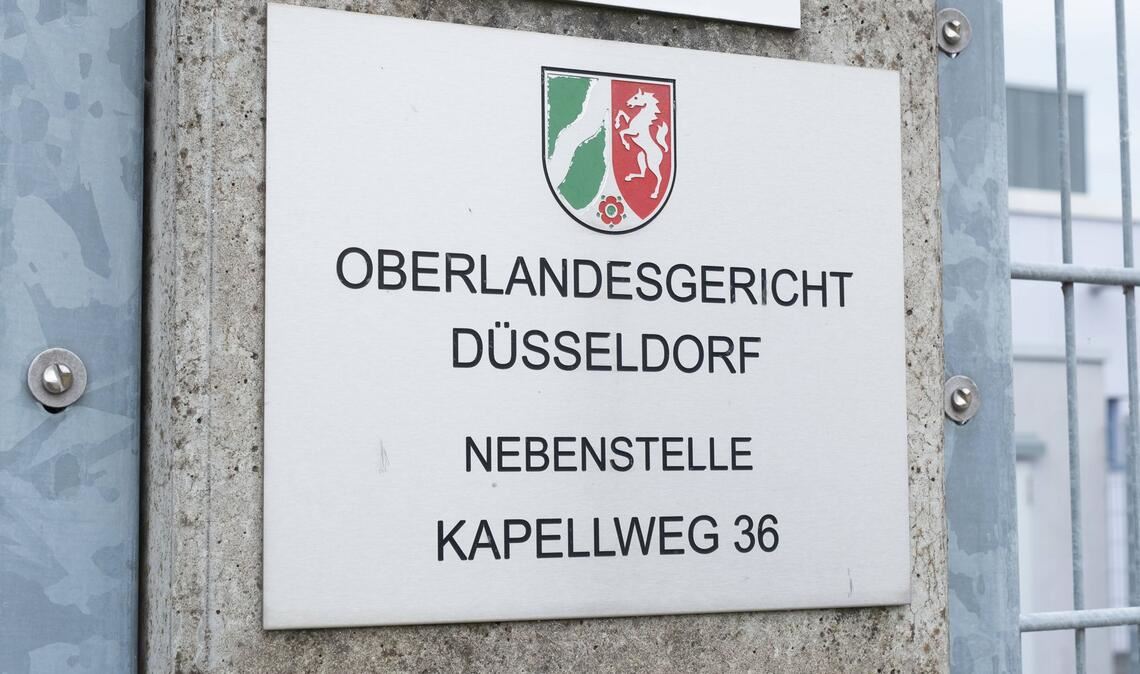 OBERLANDESGERICHT
DÜSSELDORF
NEBENSTELLE
KAPELLWEG 36